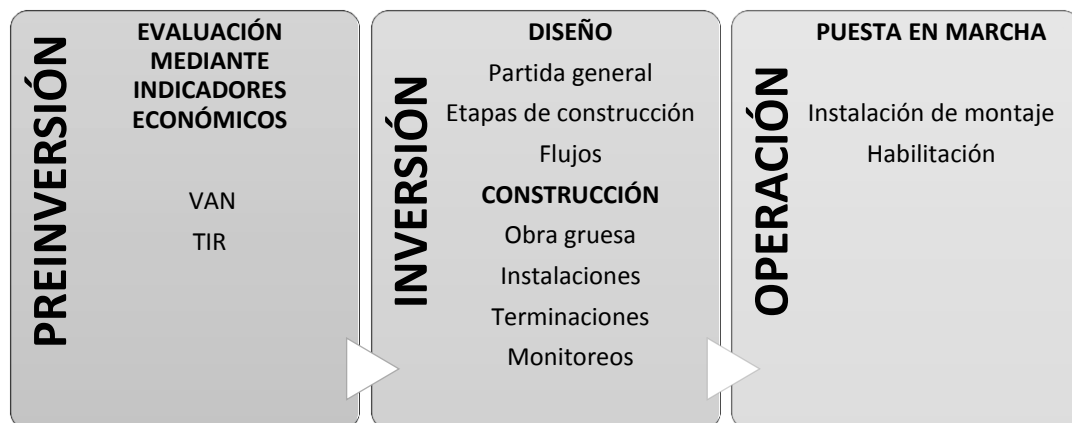 PREINVERSIÓN
EVALUACIÓN
MEDIANTE
INDICADORES
ECONÓMICOS
VAN
TIR
INVERSIÓN
DISEÑO
Partida general
Etapas de construcción
Flujos
CONSTRUCCIÓN
Obra gruesa
Instalaciones
Terminaciones
Monitoreos
OPERACIÓN
PUESTA EN MARCHA
Instalación de montaje
Habilitación